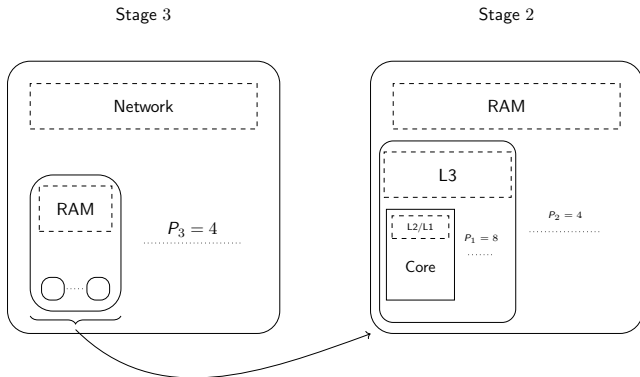 Stage 3
Stage 2
Network
RAM
P₃ = 4
RAM
L3
L2/L1
Core
P₁ = 8
P₂ = 4